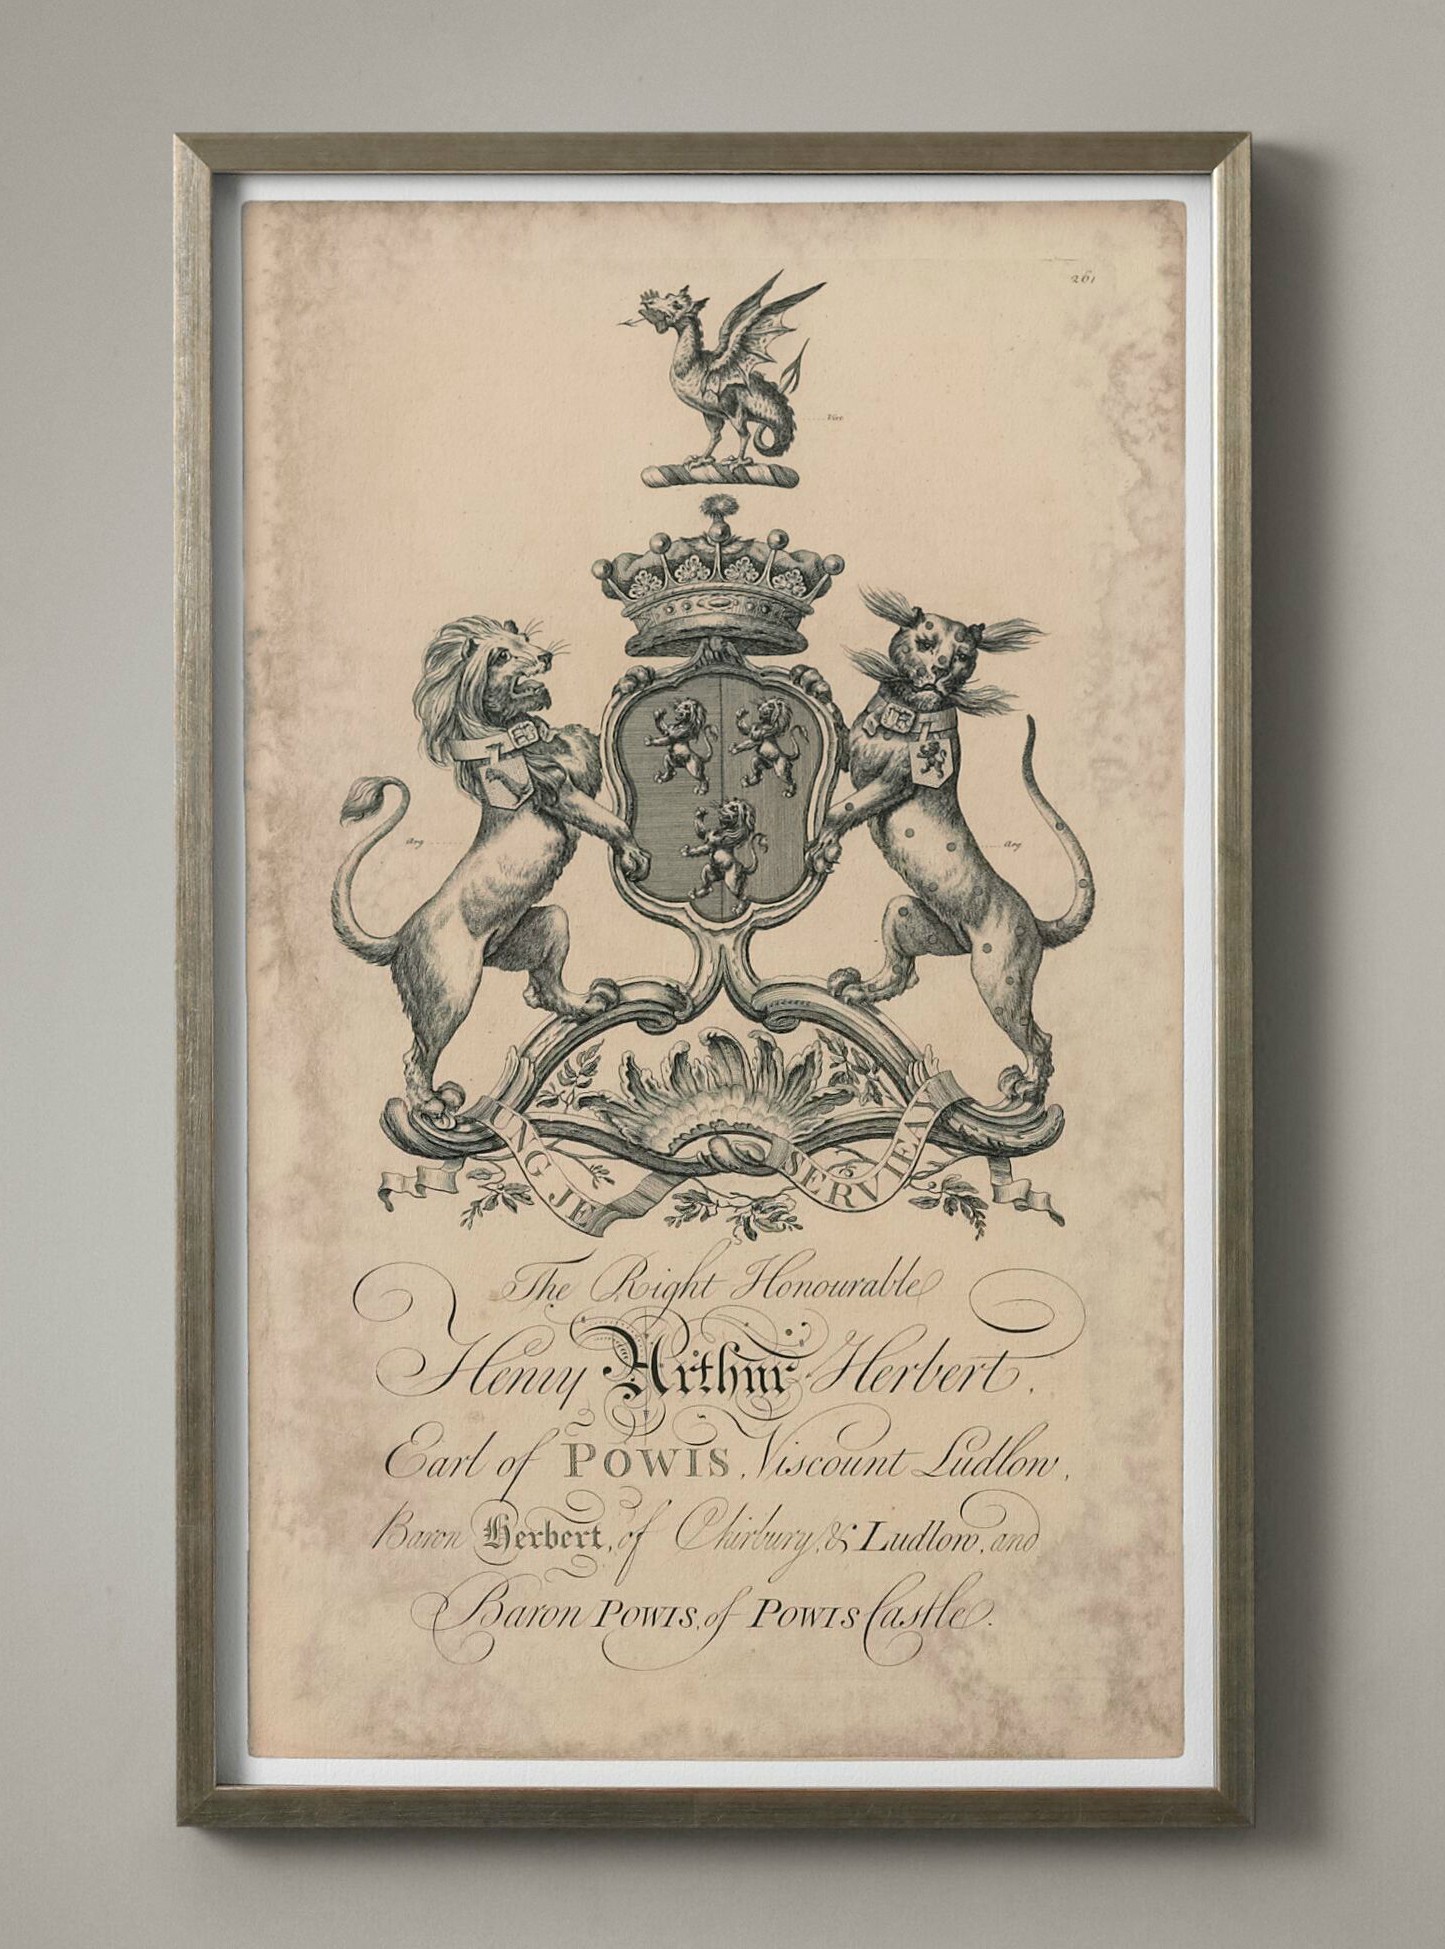 261
Vert
Arg
Arg
UNG JE SERVIRAY
The Right Honourable
Henry Arthur Herbert,
Earl of POWIS, Viscount Ludlow,
Baron Herbert, of Chirbury, & Ludlow, and
Baron POWIS, of POWIS Castle.